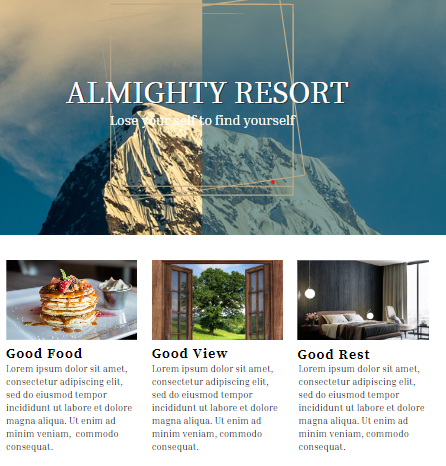 ALMIGHTY RESORT
Lose your self to find yourself
Good Food
Lorem ipsum dolor sit amet,
consectetur adipiscing elit,
sed do eiusmod tempor
incididunt ut labore et dolore
magna aliqua. Ut enim ad
minim veniam, commodo
consequat.
Good View
Lorem ipsum dolor sit amet,
consectetur adipiscing elit,
sed do eiusmod tempor
incididunt ut labore et dolore
magna aliqua. Ut enim ad
minim veniam, commodo
consequat.
Good Rest
Lorem ipsum dolor sit amet,
consectetur adipiscing elit,
sed do eiusmod tempor
incididunt ut labore et dolore
magna aliqua. Ut enim ad
minim veniam, commodo
consequat.